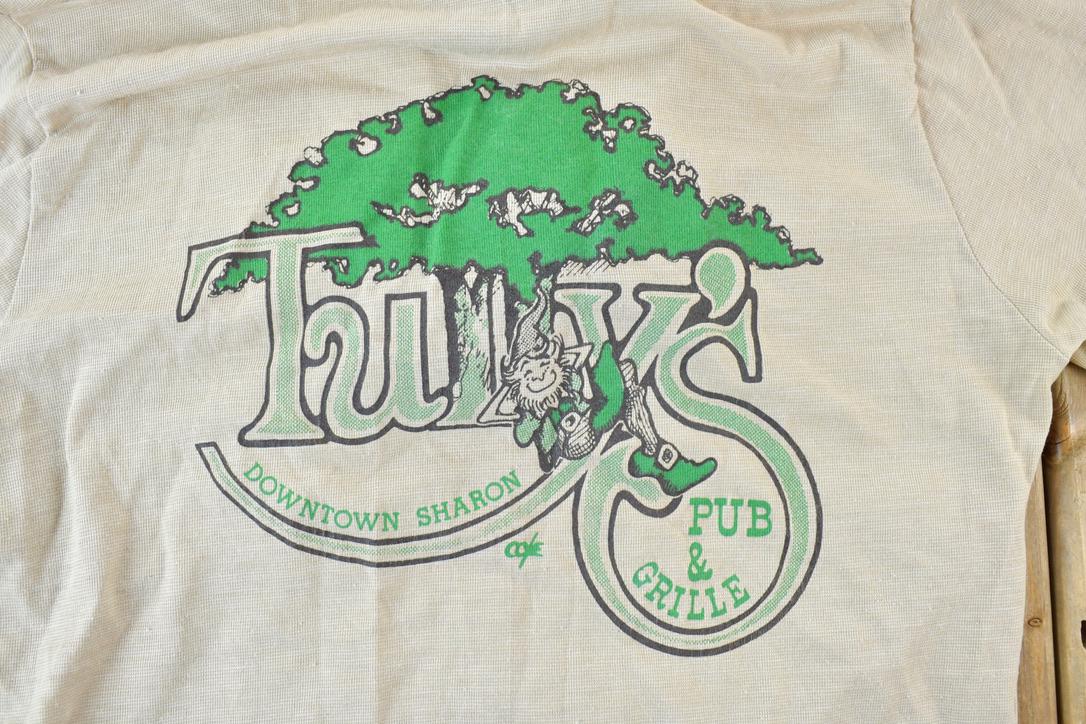 Tully's
DOWNTOWN SHARON
PUB
&
GRILLE